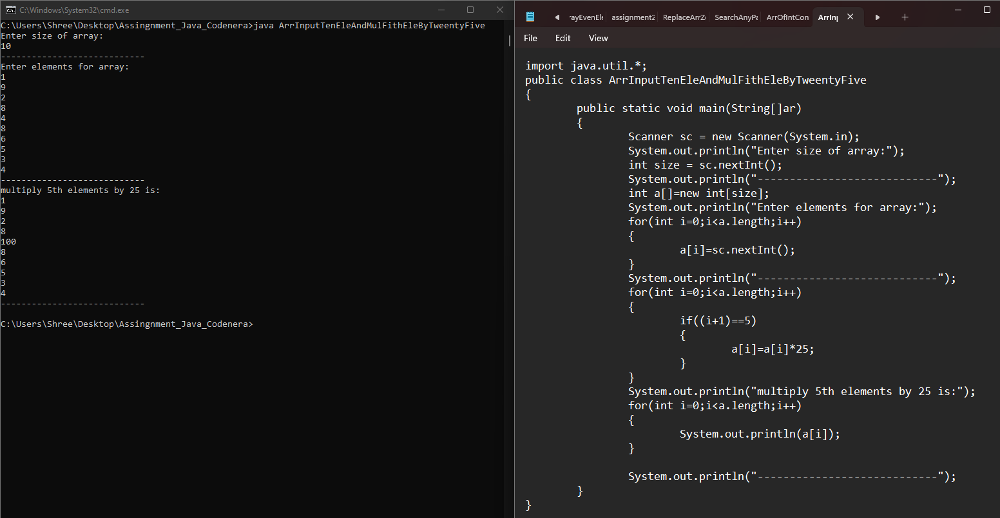 C:\Windows\System32\cmd.exe
C:\Users\Shree\Desktop\Assingnment_Java_Codenera>java ArrInputTenEleAndMulFithEleByTweentyFive
Enter size of array:
10
----------------------------
Enter elements for array:
1
9
2
8
4
8
6
5
3
4
----------------------------
multiply 5th elements by 25 is:
1
9
2
8
100
8
6
5
3
4
----------------------------
C:\Users\Shree\Desktop\Assingnment_Java_Codenera>
rayEvenEle assignment2 ReplaceArrZe SearchAnyPa ArrOfIntCon ArrInp
File Edit View
import java.util.*;
public class ArrInputTenEleAndMulFithEleByTweentyFive
{
public static void main(String[]ar)
{
Scanner sc = new Scanner(System.in);
System.out.println("Enter size of array:");
int size = sc.nextInt();
System.out.println("----------------------------");
int a[]=new int[size];
System.out.println("Enter elements for array:");
for(int i=0;i<a.length;i++)
{
a[i]=sc.nextInt();
}
System.out.println("----------------------------");
for(int i=0;i<a.length;i++)
{
if((i+1)==5)
{
a[i]=a[i]*25;
}
}
System.out.println("multiply 5th elements by 25 is:");
for(int i=0;i<a.length;i++)
{
System.out.println(a[i]);
}
System.out.println("----------------------------");
}
}